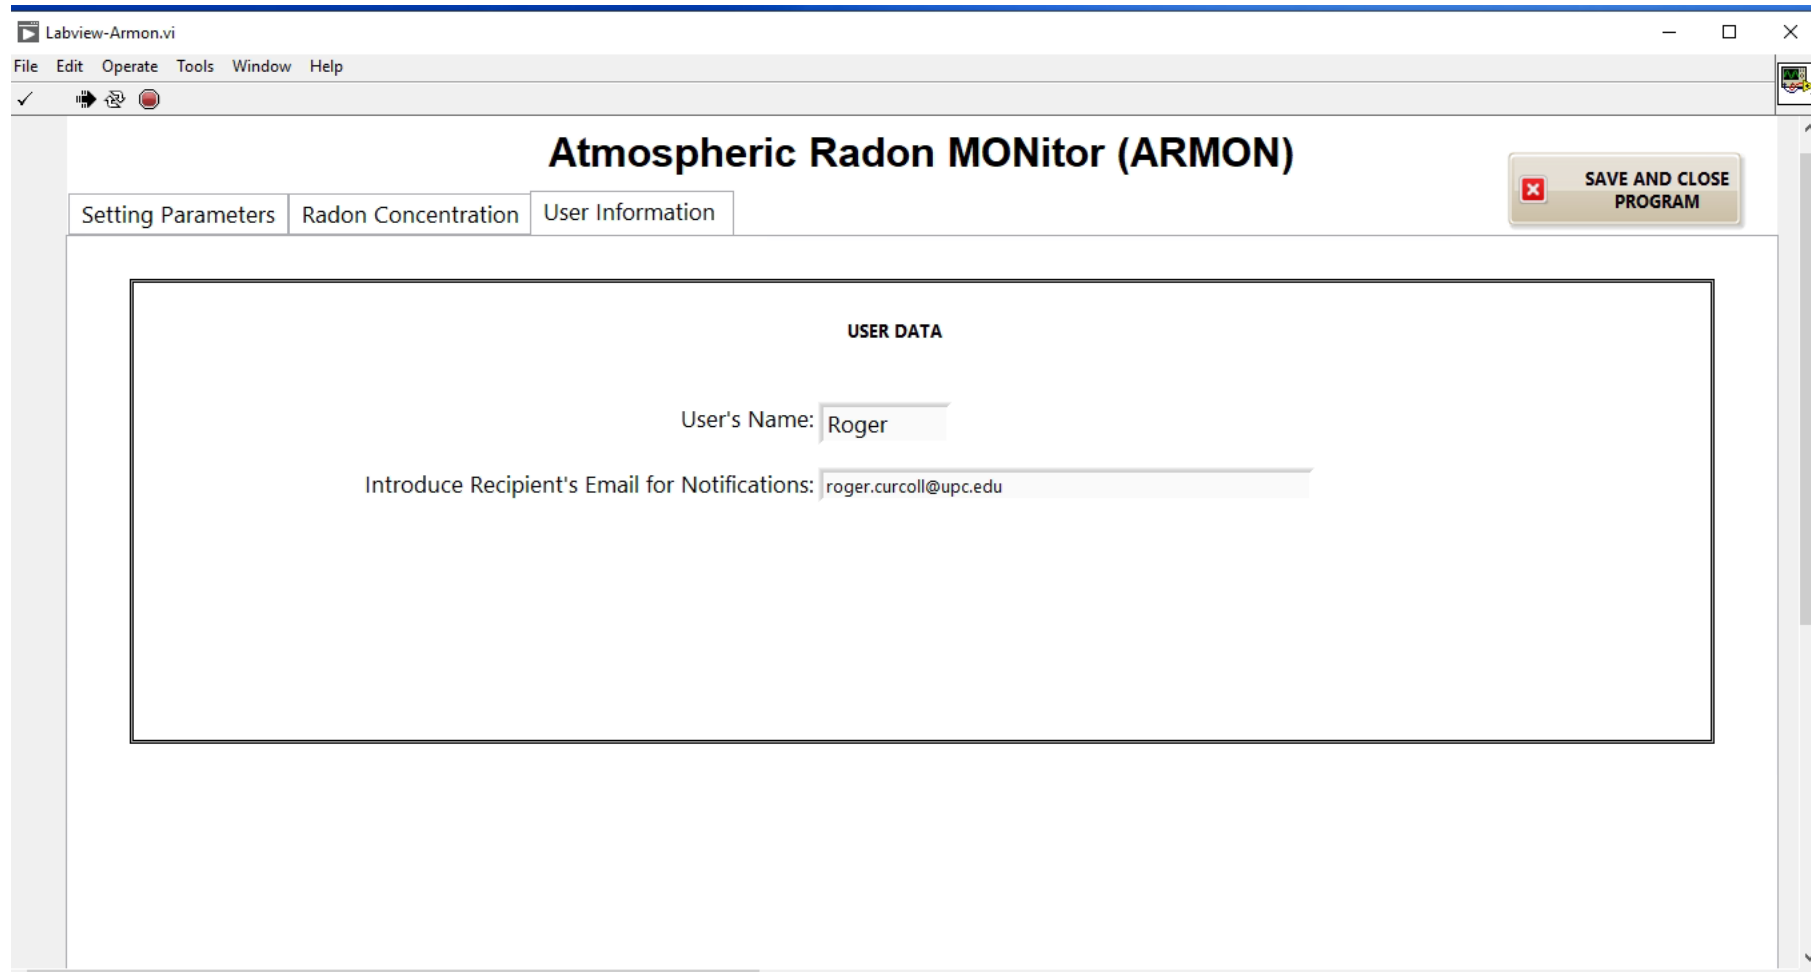 Labview-Armon.vi
File Edit Operate Tools Window Help
Atmospheric Radon MONitor (ARMON)
SAVE AND CLOSE
PROGRAM
Setting Parameters Radon Concentration User Information
USER DATA
User's Name: Roger
Introduce Recipient's Email for Notifications: roger.curcoll@upc.edu